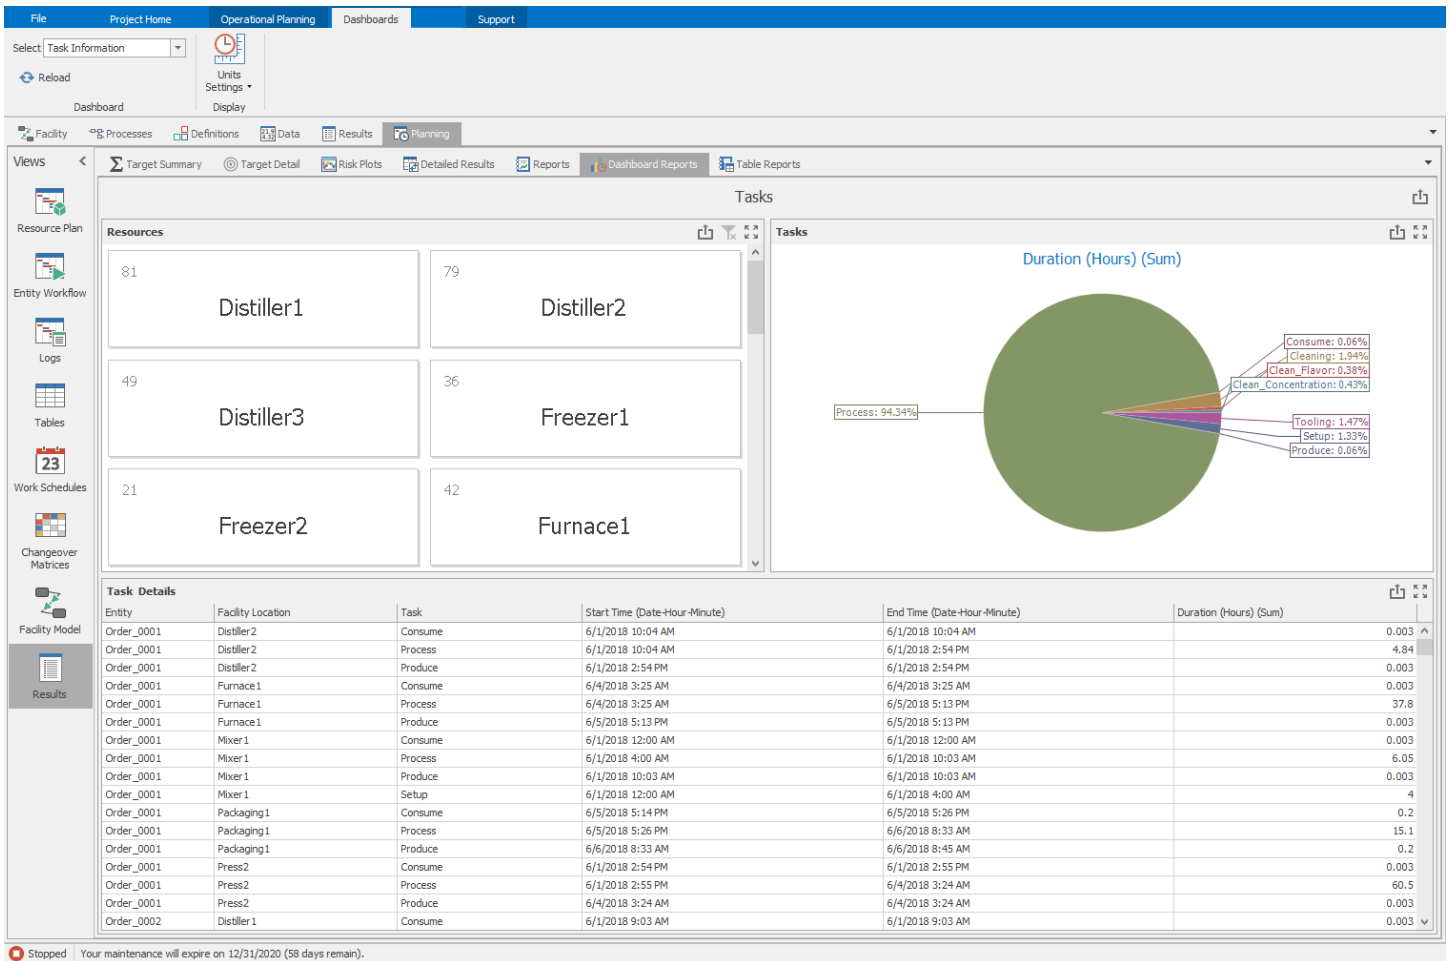 File Project Home Operational Planning Dashboards Support
Select Task Information
Reload
Units
Settings
Dashboard Display
Facility Processes Definitions 21.9 4.32 Data Results Planning
Views < Target Summary Target Detail Risk Plots Detailed Results Reports Dashboard Reports Table Reports
Resource Plan
Entity Workflow
Logs
Tables
23
Work Schedules
Changeover
Matrices
Facility Model
Results
Tasks
Resources
81 Distiller1
79 Distiller2
49 Distiller3
36 Freezer1
21 Freezer2
42 Furnace1
Tasks
Duration (Hours) (Sum)
Process: 94.34%
Consume: 0.06%
Cleaning: 1.94%
Clean_Flavor: 0.38%
Clean_Concentration: 0.43%
Tooling: 1.47%
Setup: 1.33%
Produce: 0.06%
Task Details
Entity Facility Location Task Start Time (Date-Hour-Minute) End Time (Date-Hour-Minute) Duration (Hours) (Sum)
Order_0001 Distiller2 Consume 6/1/2018 10:04 AM 6/1/2018 10:04 AM 0.003
Order_0001 Distiller2 Process 6/1/2018 10:04 AM 6/1/2018 2:54 PM 4.84
Order_0001 Distiller2 Produce 6/1/2018 2:54 PM 6/1/2018 2:54 PM 0.003
Order_0001 Furnace1 Consume 6/4/2018 3:25 AM 6/4/2018 3:25 AM 0.003
Order_0001 Furnace1 Process 6/4/2018 3:25 AM 6/5/2018 5:13 PM 37.8
Order_0001 Furnace1 Produce 6/5/2018 5:13 PM 6/5/2018 5:13 PM 0.003
Order_0001 Mixer1 Consume 6/1/2018 12:00 AM 6/1/2018 12:00 AM 0.003
Order_0001 Mixer1 Process 6/1/2018 4:00 AM 6/1/2018 10:03 AM 6.05
Order_0001 Mixer1 Produce 6/1/2018 10:03 AM 6/1/2018 10:03 AM 0.003
Order_0001 Mixer1 Setup 6/1/2018 12:00 AM 6/1/2018 4:00 AM 4
Order_0001 Packaging1 Consume 6/5/2018 5:14 PM 6/5/2018 5:26 PM 0.2
Order_0001 Packaging1 Process 6/5/2018 5:26 PM 6/6/2018 8:33 AM 15.1
Order_0001 Packaging1 Produce 6/6/2018 8:33 AM 6/6/2018 8:45 AM 0.2
Order_0001 Press2 Consume 6/1/2018 2:54 PM 6/1/2018 2:55 PM 0.003
Order_0001 Press2 Process 6/1/2018 2:55 PM 6/4/2018 3:24 AM 60.5
Order_0001 Press2 Produce 6/4/2018 3:24 AM 6/4/2018 3:24 AM 0.003
Order_0002 Distiller1 Consume 6/1/2018 9:03 AM 6/1/2018 9:03 AM 0.003
Stopped Your maintenance will expire on 12/31/2020 (58 days remain).